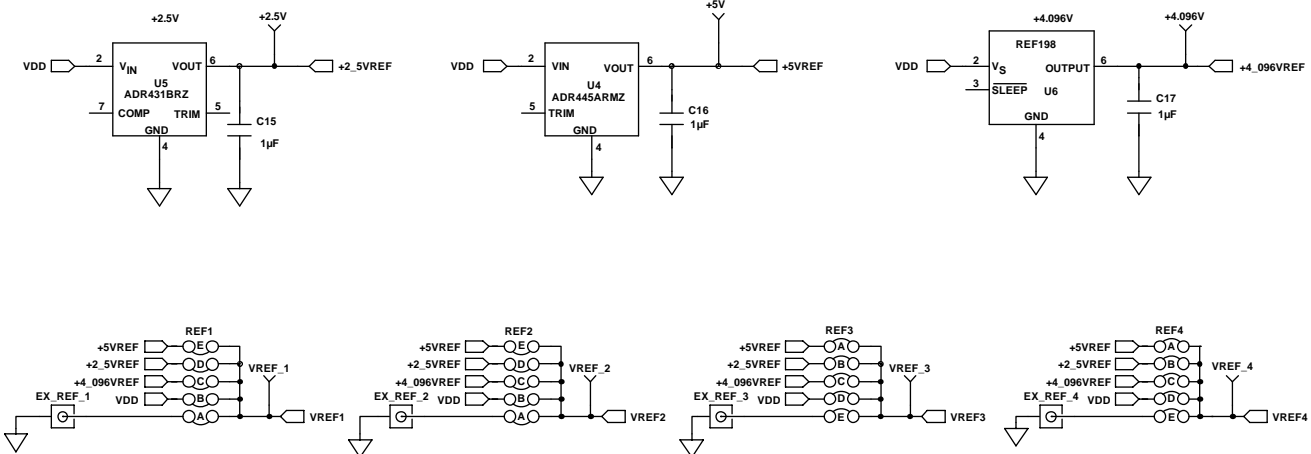 +2.5V
+2.5V
VDD
2
VIN
VOUT
6
+2_5VREF
U5
ADR431BRZ
7
COMP
TRIM
5
GND
4
C15
1µF
+5V
VDD
2
VIN
VOUT
6
+5VREF
U4
ADR445ARMZ
5
TRIM
GND
4
C16
1µF
+4.096V
+4.096V
REF198
VDD
2
VS
OUTPUT
6
+4_096VREF
3
SLEEP
U6
GND
4
C17
1µF
REF1
+5VREF
E
+2_5VREF
D
VREF_1
+4_096VREF
C
EX_REF_1
VDD
B
A
VREF1
REF2
+5VREF
E
+2_5VREF
D
VREF_2
+4_096VREF
C
EX_REF_2
VDD
B
A
VREF2
REF3
+5VREF
A
+2_5VREF
B
VREF_3
+4_096VREF
C
EX_REF_3
VDD
D
E
VREF3
REF4
+5VREF
A
+2_5VREF
B
VREF_4
+4_096VREF
C
EX_REF_4
VDD
D
E
VREF4